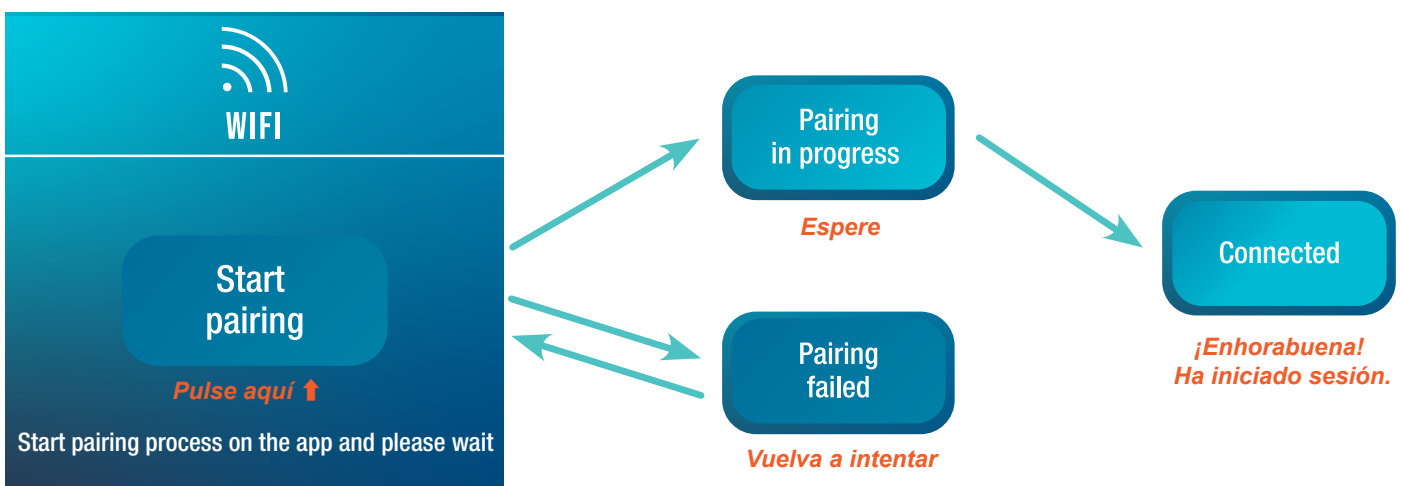 WIFI
Start
pairing
Pulse aquí
Start pairing process on the app and please wait
Pairing
in progress
Espere
Pairing
failed
Vuelva a intentar
Connected
¡Enhorabuena!
Ha iniciado sesión.